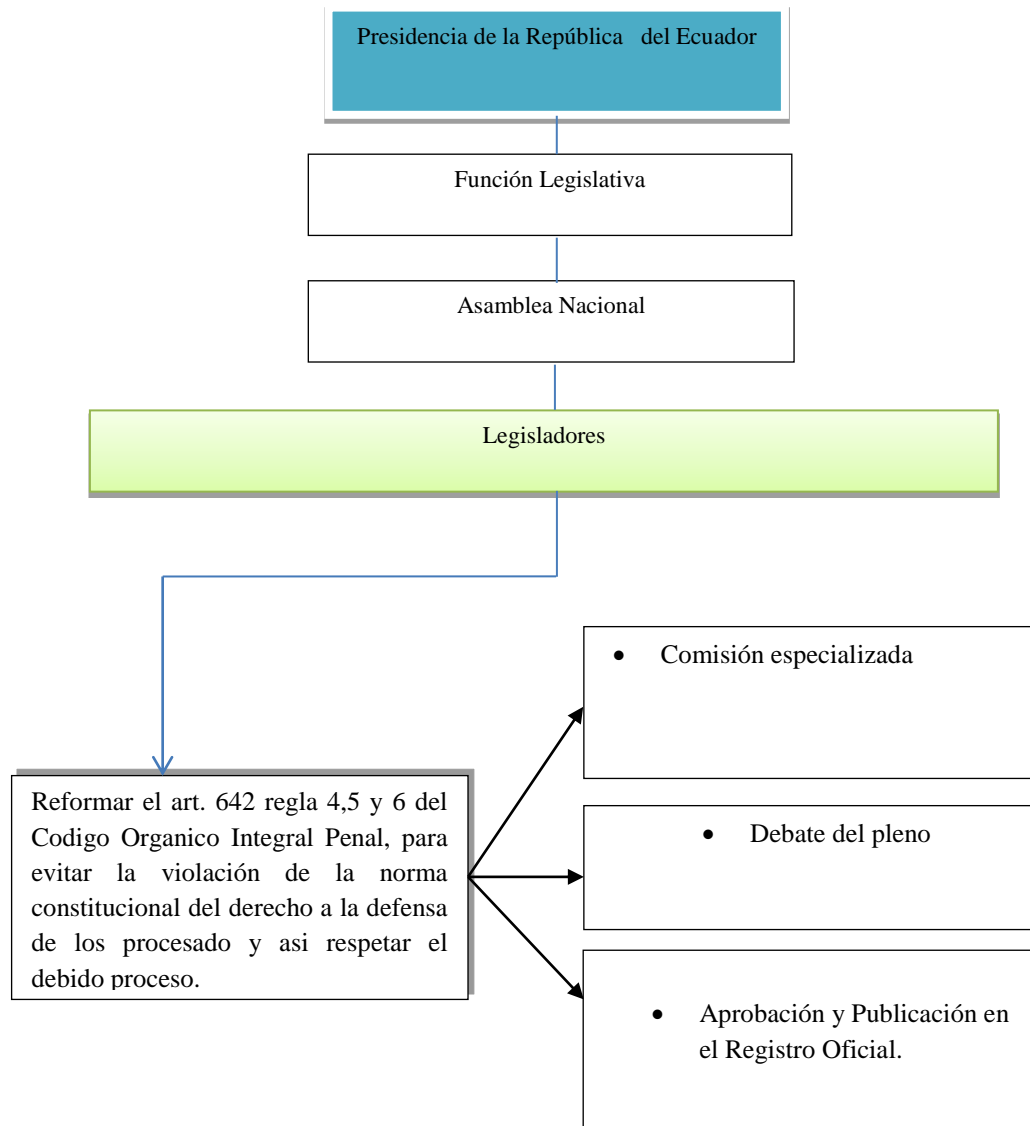 Presidencia de la República del Ecuador
Función Legislativa
Asamblea Nacional
Legisladores
Reformar el art. 642 regla 4,5 y 6 del
Codigo Organico Integral Penal, para
evitar la violación de la norma
constitucional del derecho a la defensa
de los procesado y asi respetar el
debido proceso.
• Comisión especializada
• Debate del pleno
• Aprobación y Publicación en
el Registro Oficial.